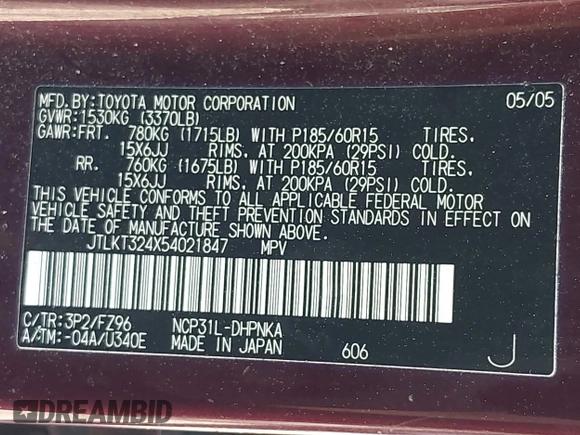 MFD.BY:TOYOTA MOTOR CORPORATION 05/05
GVWR:1530KG (3370LB)
GAWR:FRT. 780KG (1715LB) WITH P185/60R15 TIRES.
15X6JJ RIMS. AT 200KPA (29PSI) COLD.
RR. 760KG (1675LB) WITH P185/60R15 TIRES.
15X6JJ RIMS. AT 200KPA (29PSI) COLD.
THIS VEHICLE CONFORMS TO ALL APPLICABLE FEDERAL MOTOR
VEHICLE SAFETY AND THEFT PREVENTION STANDARDS IN EFFECT ON
THE DATE OF MANUFACTURE SHOWN ABOVE.
JTLKT324X54021847 MPV
C/TR:3P2/FZ96 NCP31L-DHPNKA
A/TM:-04A/U340E MADE IN JAPAN 606 J
DREAMBID